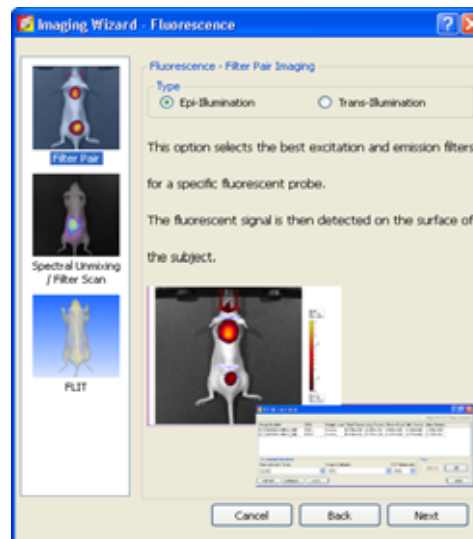 Imaging Wizard - Fluorescence
Fluorescence - Filter Pair Imaging
Type
Epi-Illumination
Trans-Illumination
Filter Pair
This option selects the best excitation and emission filters
for a specific fluorescent probe.
The fluorescent signal is then detected on the surface of
the subject.
Spectral Unmixing
/ Filter Scan
FLIT
Cancel
Back
Next